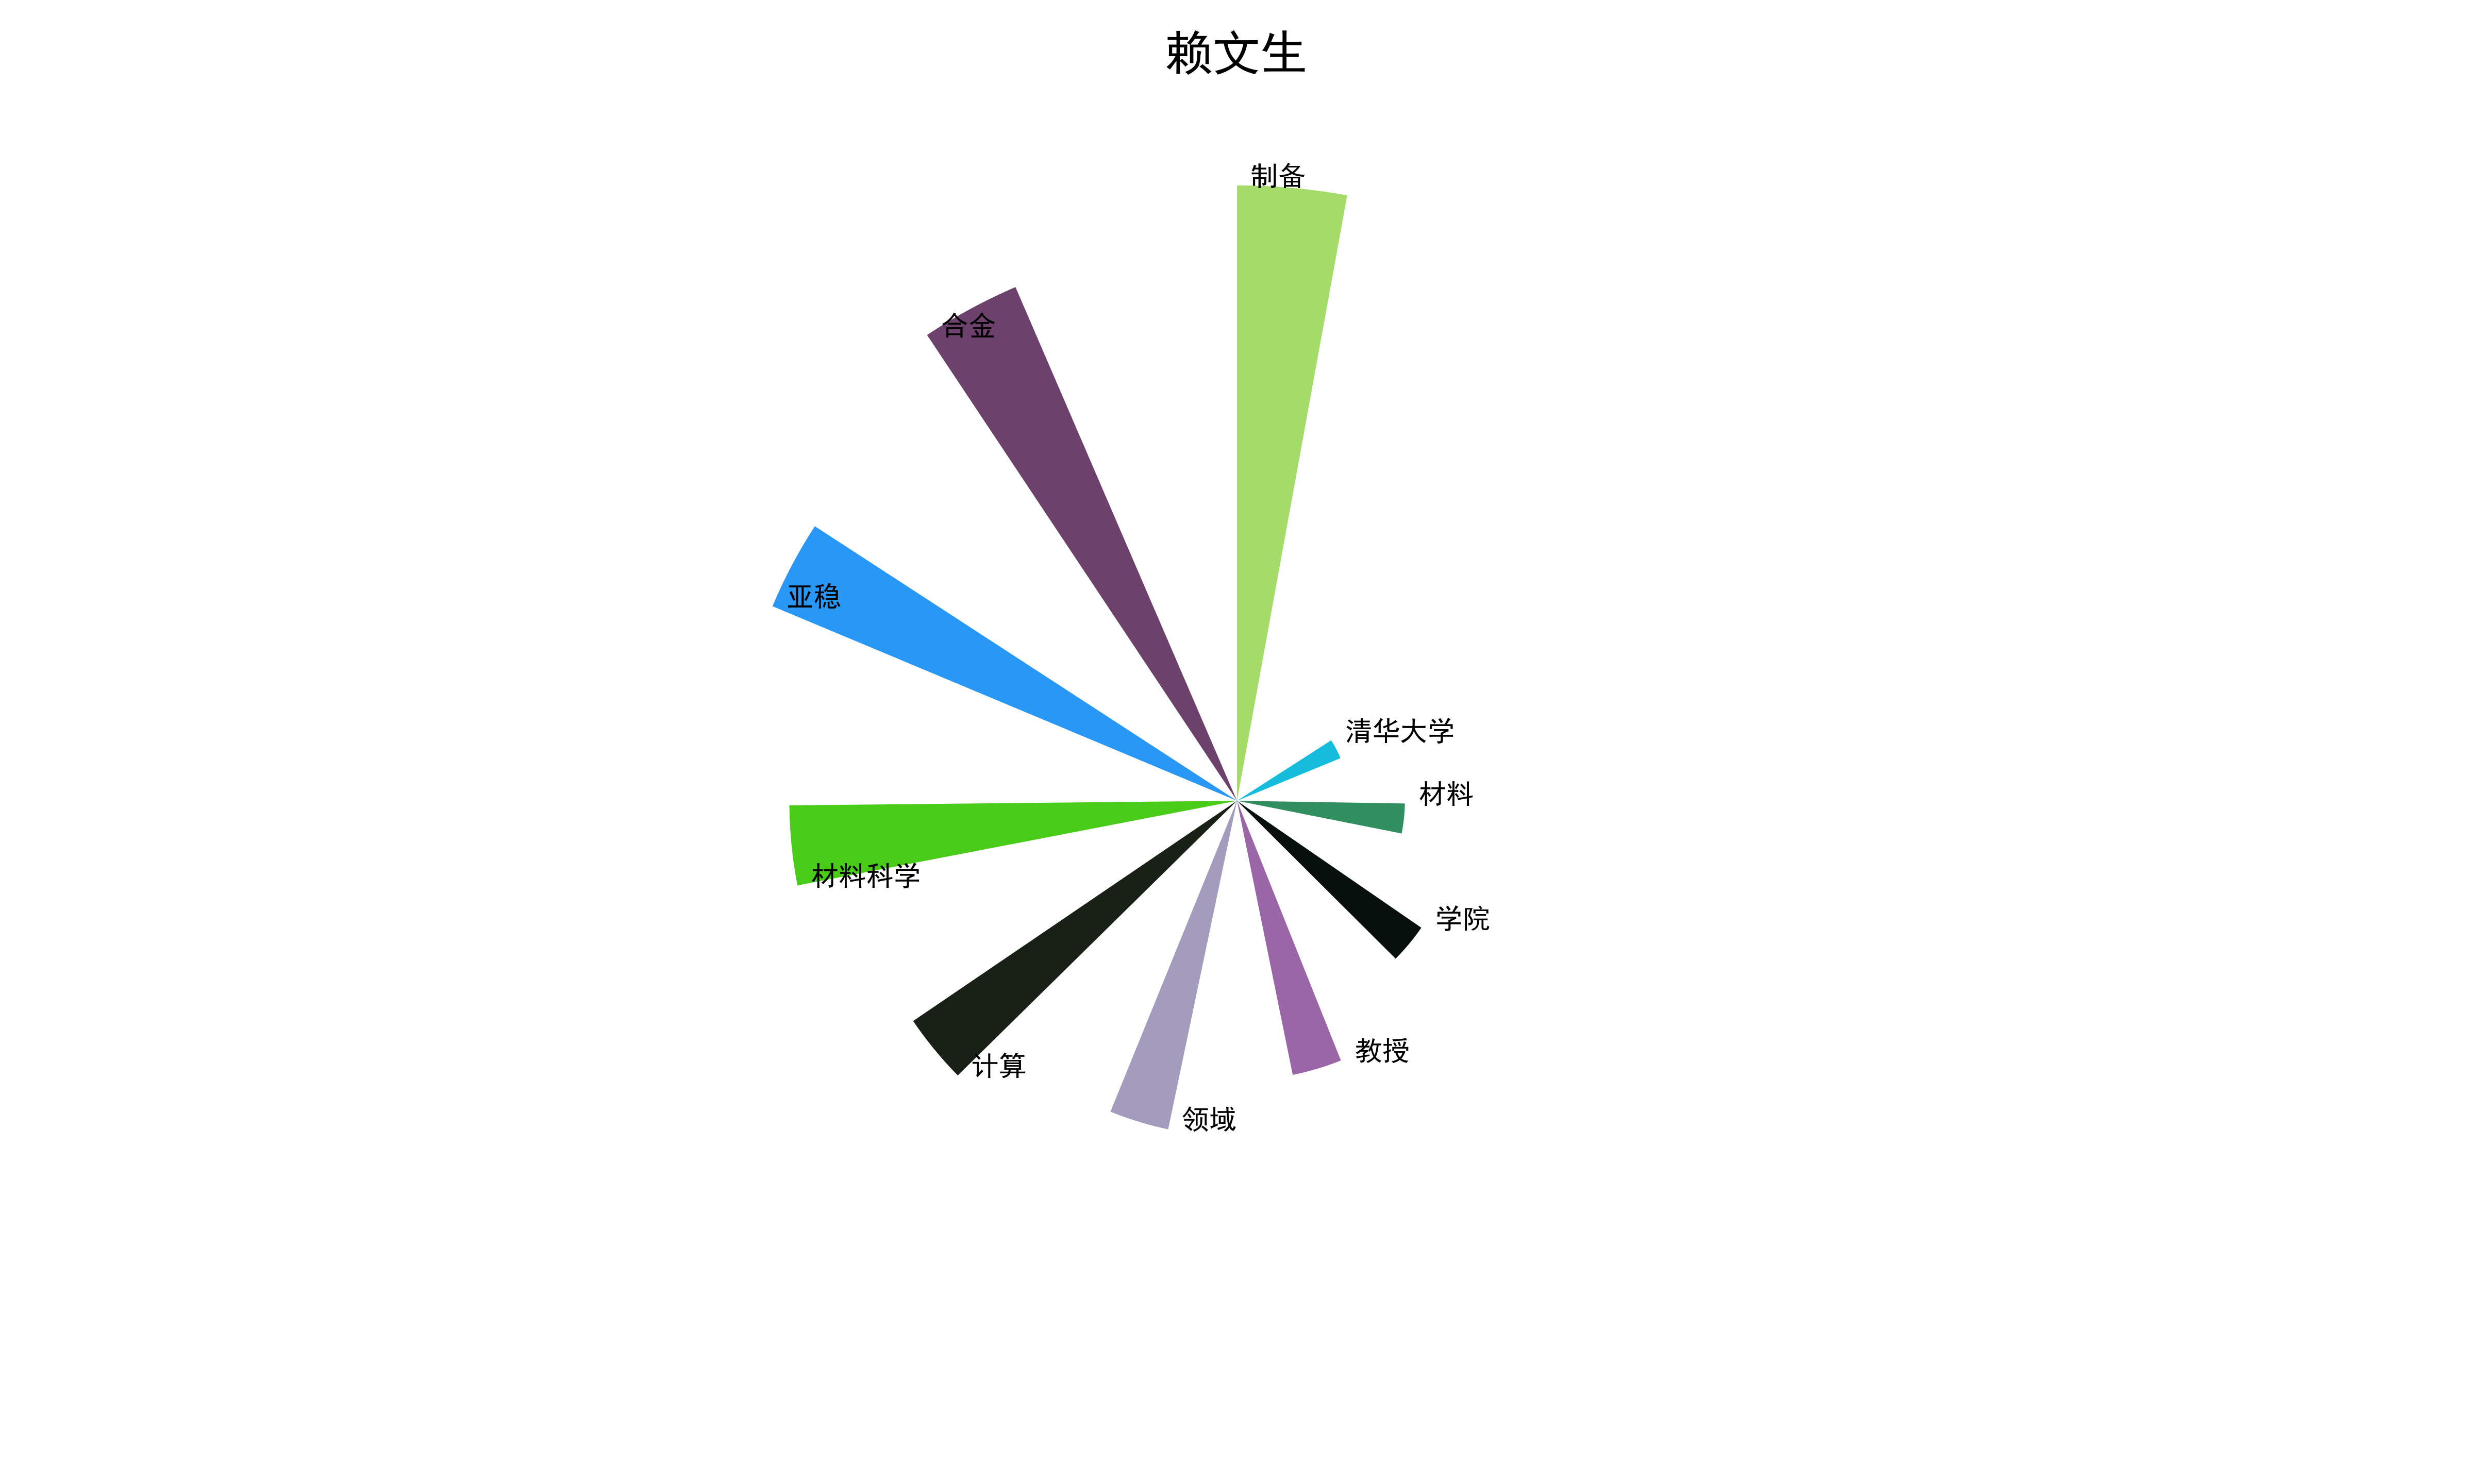 赖文生
制备
合金
亚稳
清华大学
材料
材料科学
学院
教授
计算
领域